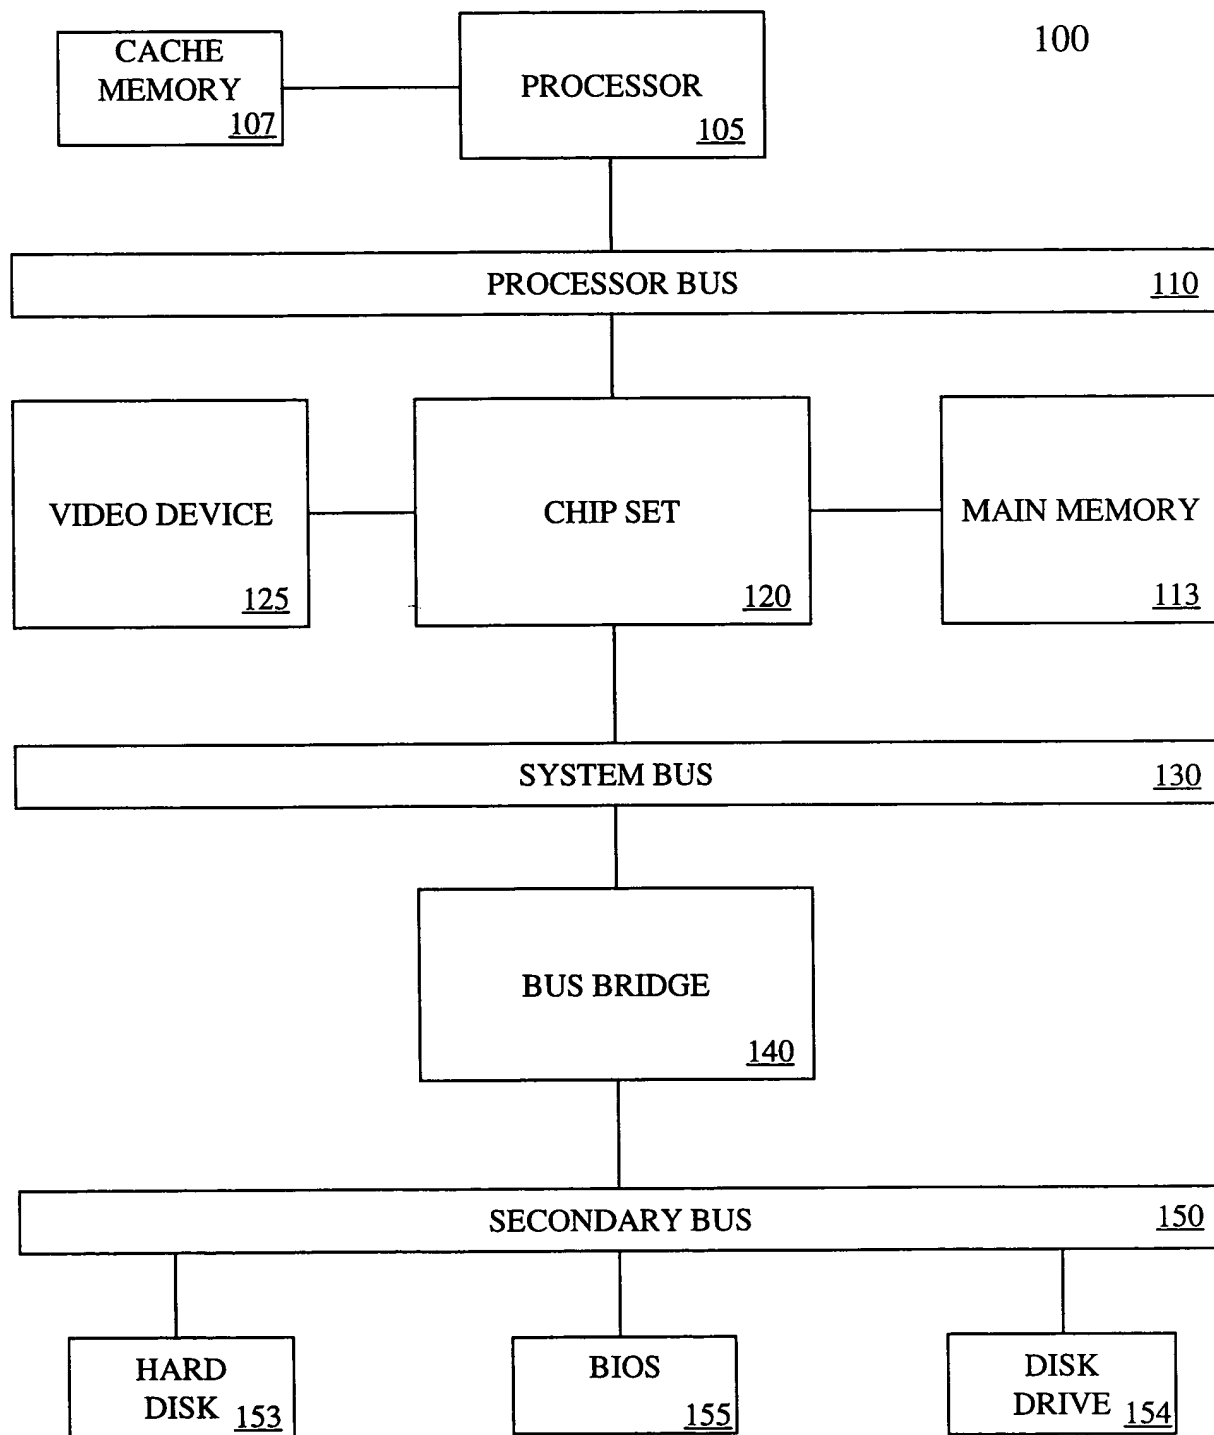 CACHE
MEMORY
107
PROCESSOR
105
100
PROCESSOR BUS
110
VIDEO DEVICE
125
CHIP SET
120
MAIN MEMORY
113
SYSTEM BUS
130
BUS BRIDGE
140
SECONDARY BUS
150
HARD
DISK
153
BIOS
155
DISK
DRIVE
154